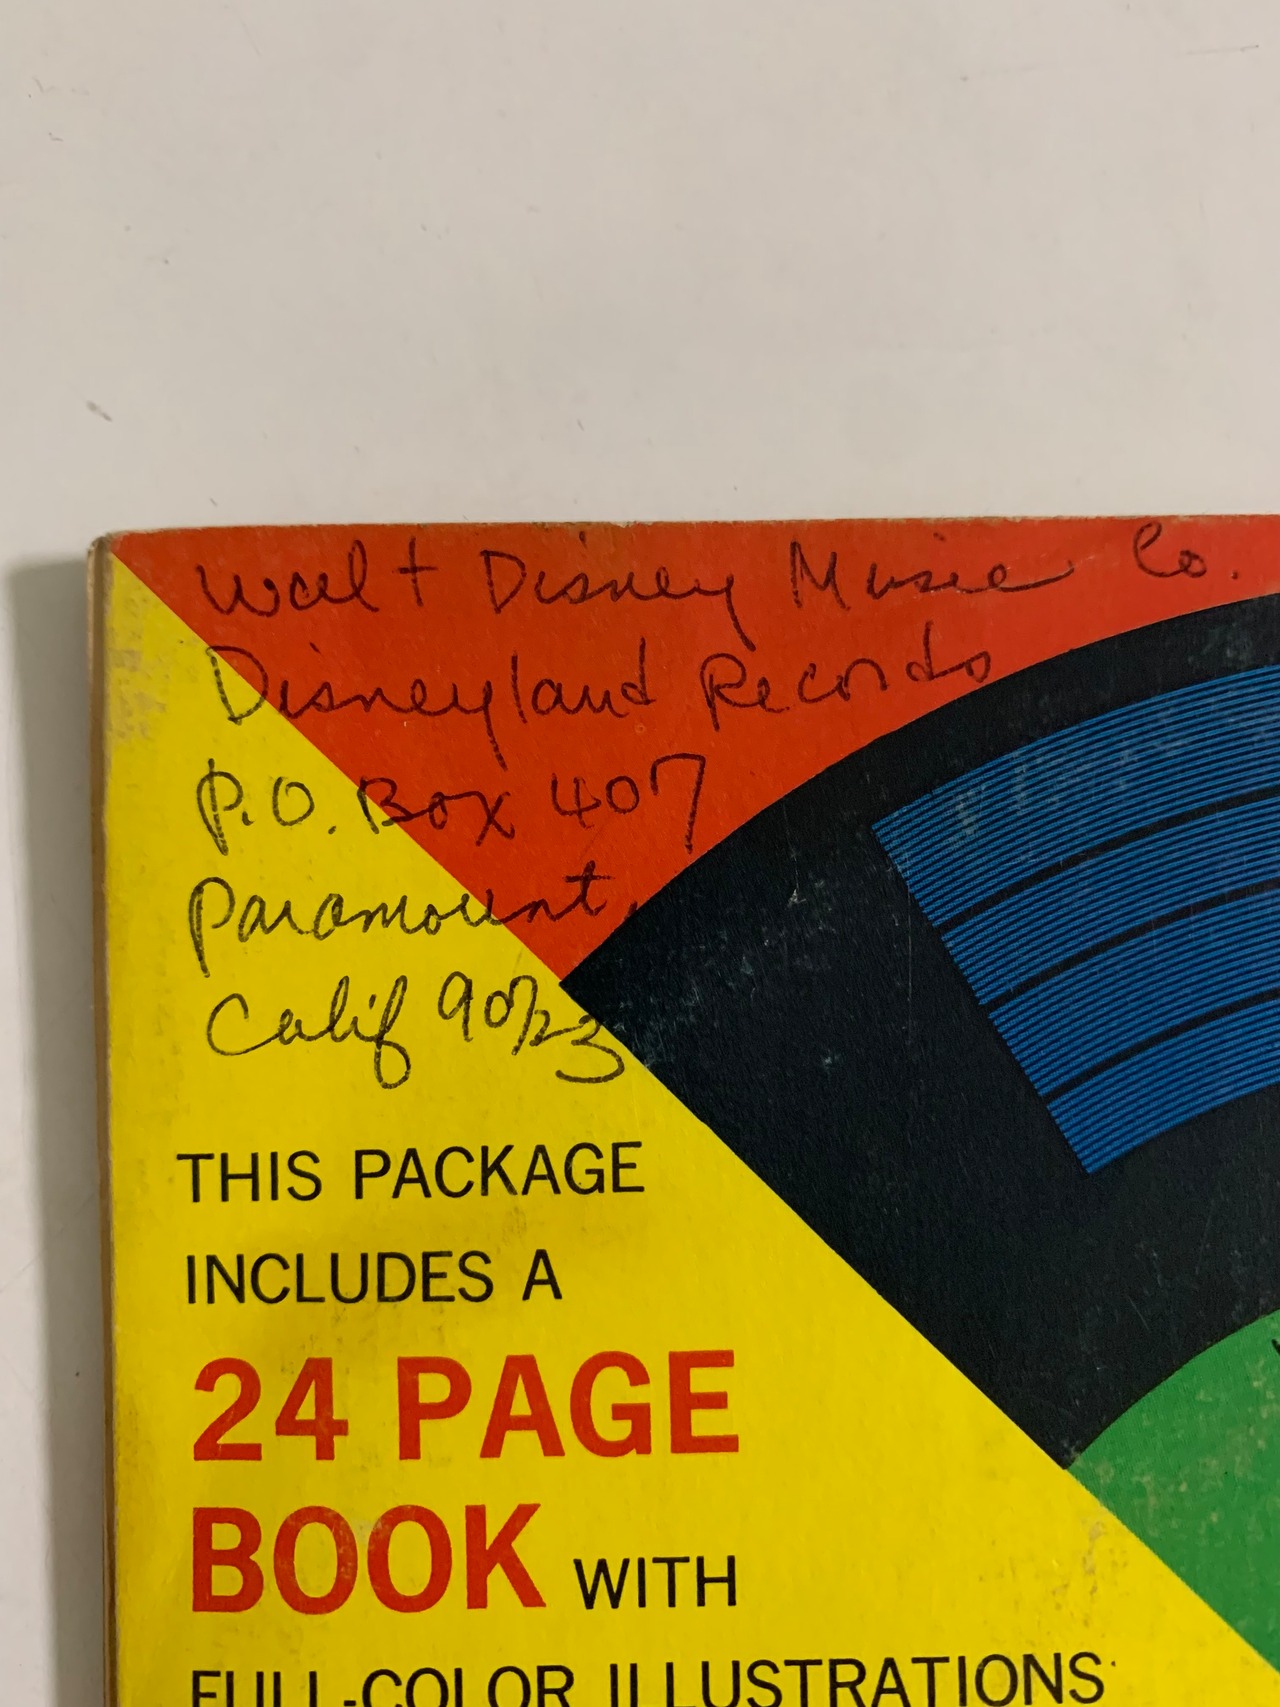 Walt Disney Music Co.
Disneyland Records
P.O. Box 407
Paramount,
Calif 90723
THIS PACKAGE
INCLUDES A
24 PAGE
BOOK WITH
FULL-COLOR ILLUSTRATIONS